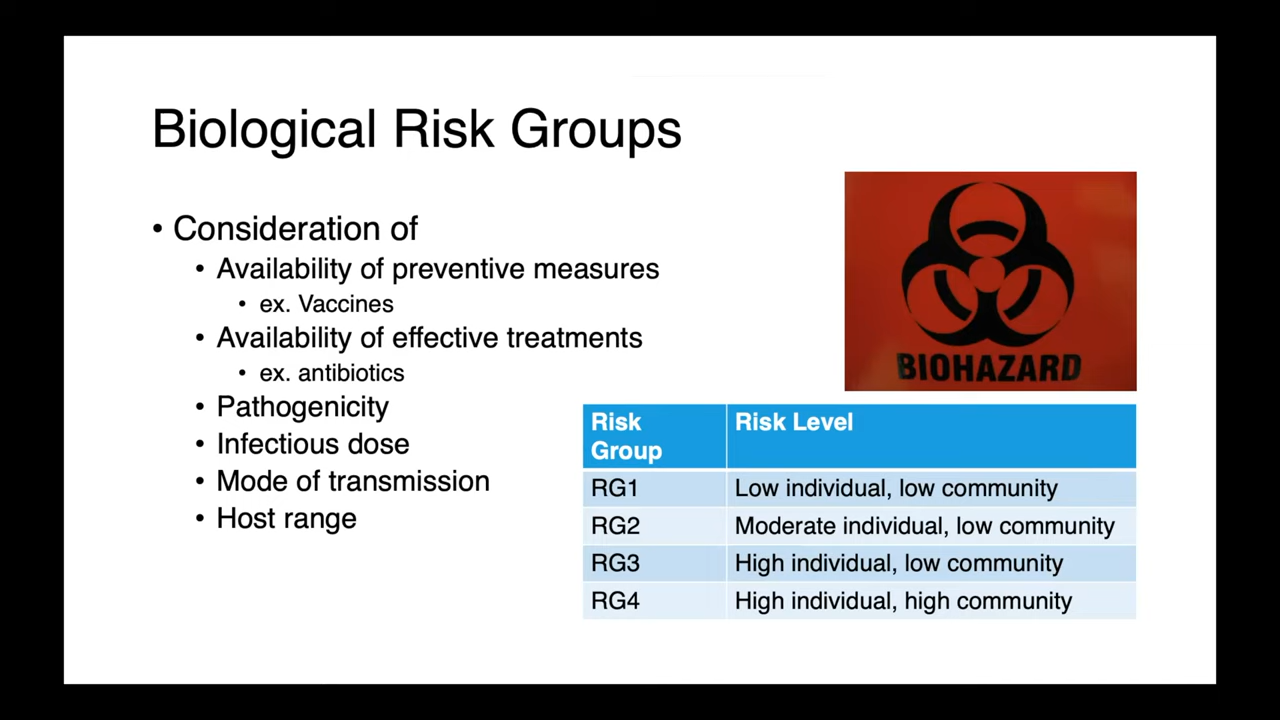 Biological Risk Groups
• Consideration of
• Availability of preventive measures
• ex. Vaccines
• Availability of effective treatments
• ex. antibiotics
• Pathogenicity
• Infectious dose
• Mode of transmission
• Host range
BIOHAZARD
Risk Group	Risk Level
RG1	Low individual, low community
RG2	Moderate individual, low community
RG3	High individual, low community
RG4	High individual, high community